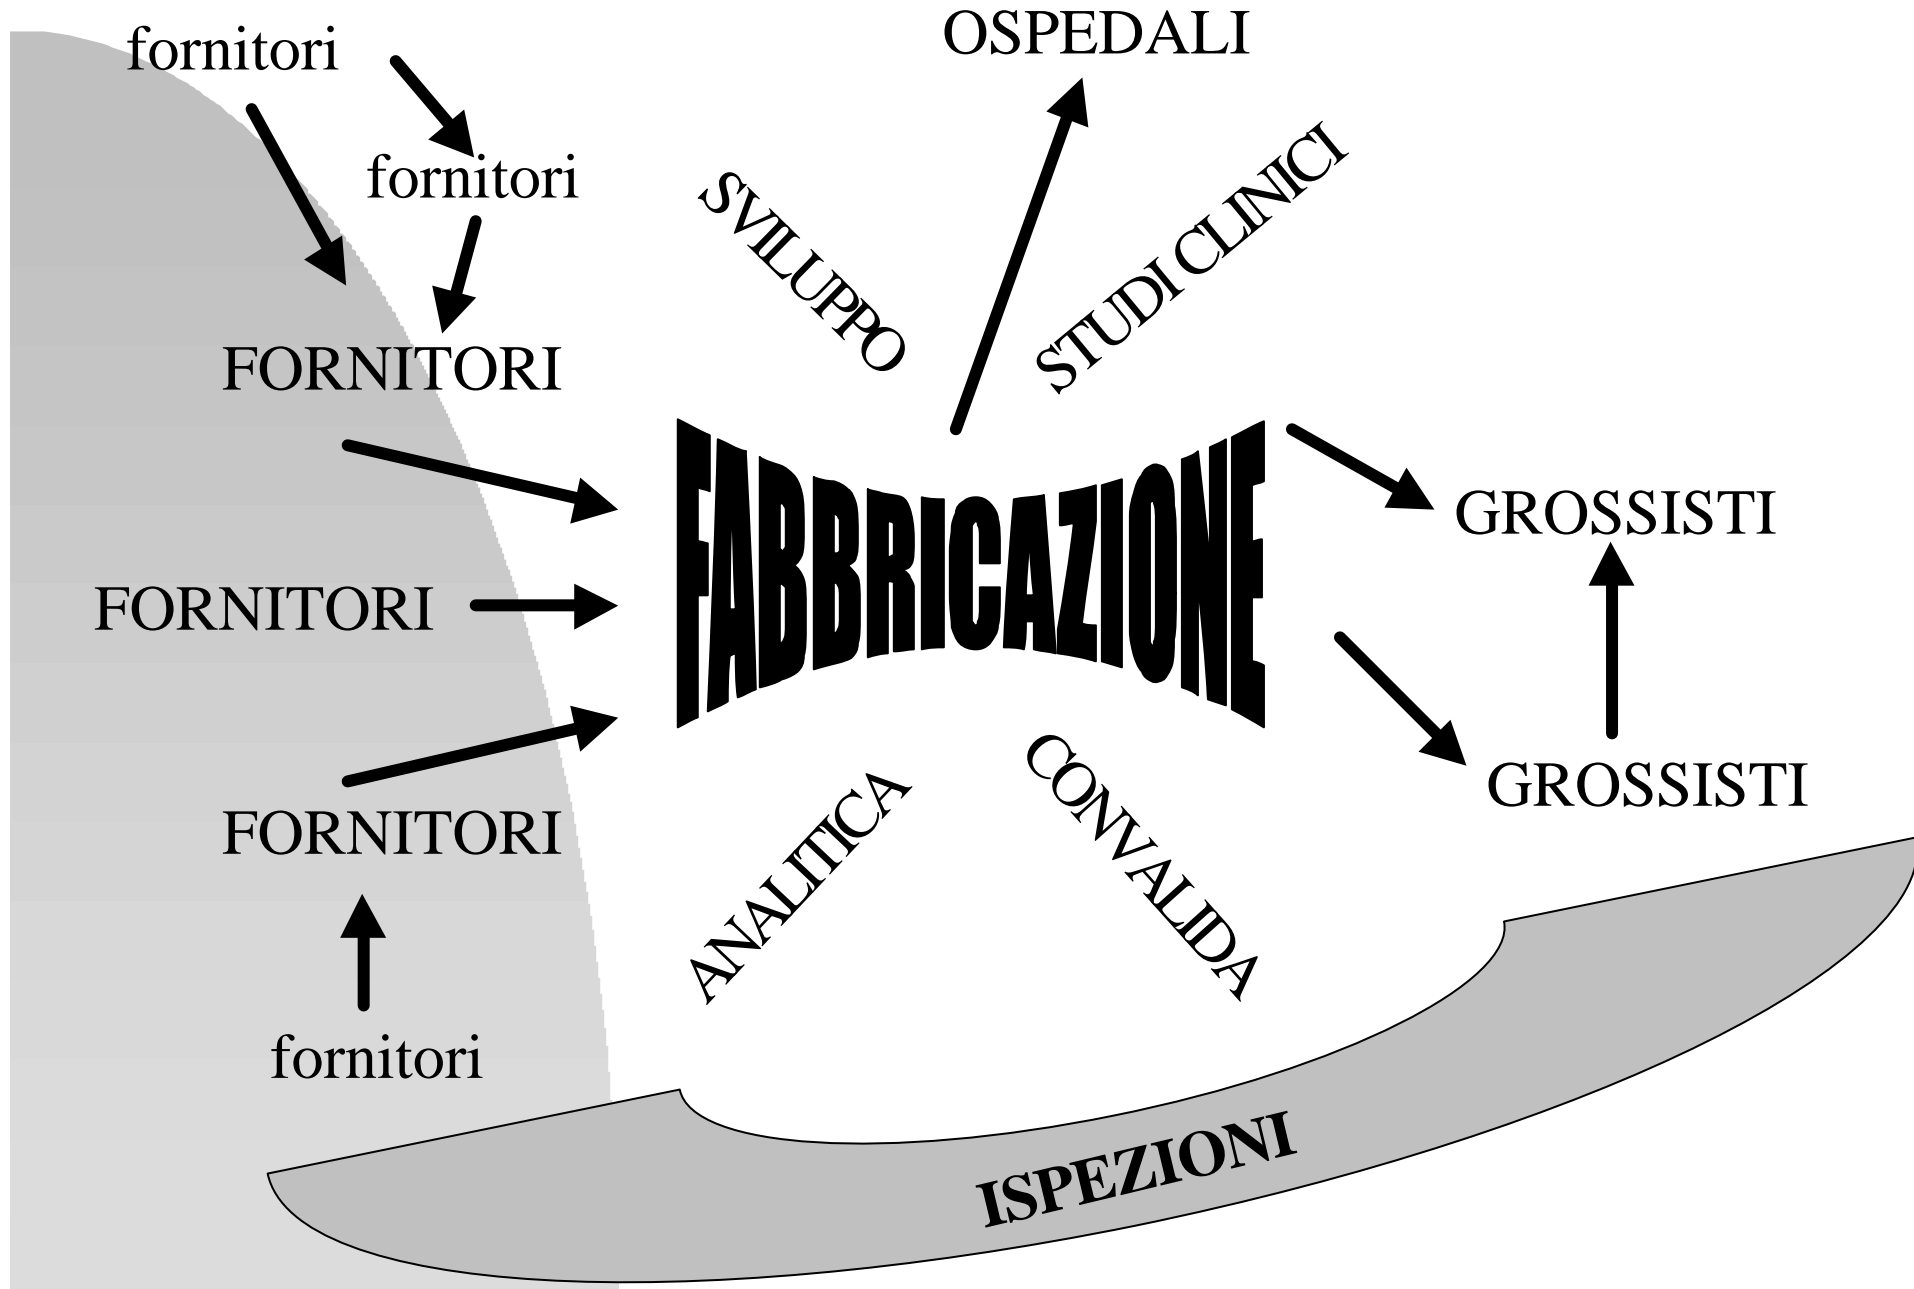 fornitori
OSPEDALI
fornitori
SVILUPPO
STUDI CLINICI
FORNITORI
FABBRICAZIONE
GROSSISTI
FORNITORI
GROSSISTI
FORNITORI
ANALITICA
CONVALIDA
fornitori
ISPEZIONI